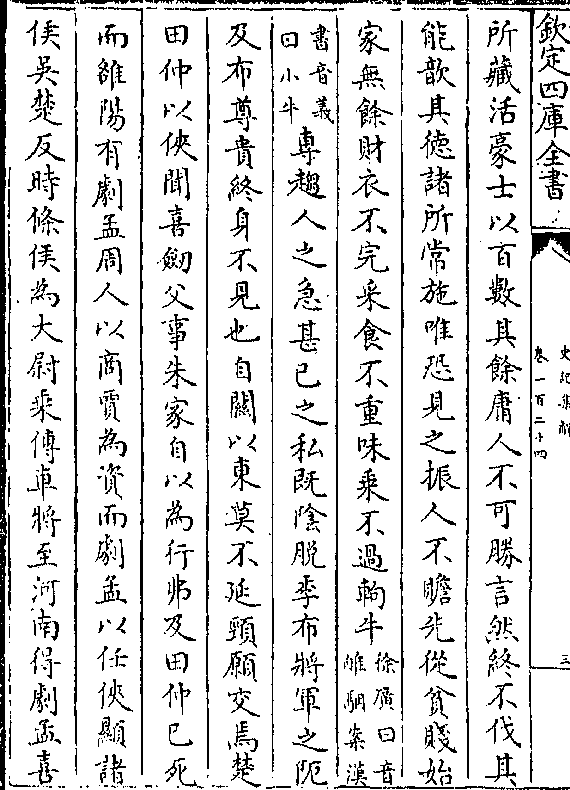 欽定四庫全書
史記集解
卷一百二十四
三
所藏活豪士以百數其餘庸人不可勝言然終不伐其
能歆其德諸所常施唯恐見之振人不贍先從貧賤始
家無餘財衣不完采食不重味乘不過軥牛徐廣曰音雊駰案漢
書音義曰小牛專趨人之急甚已之私既陰脫季布將軍之阨
及布尊貴終身不見也自關以東莫不延頸願交焉楚
田仲以俠聞喜劒父事朱家自以為行弗及田仲已死
而雒陽有劇孟周人以商賈為資而劇孟以任俠顯諸
侯吳楚反時條侯為大尉乘傳車將至河南得劇孟喜